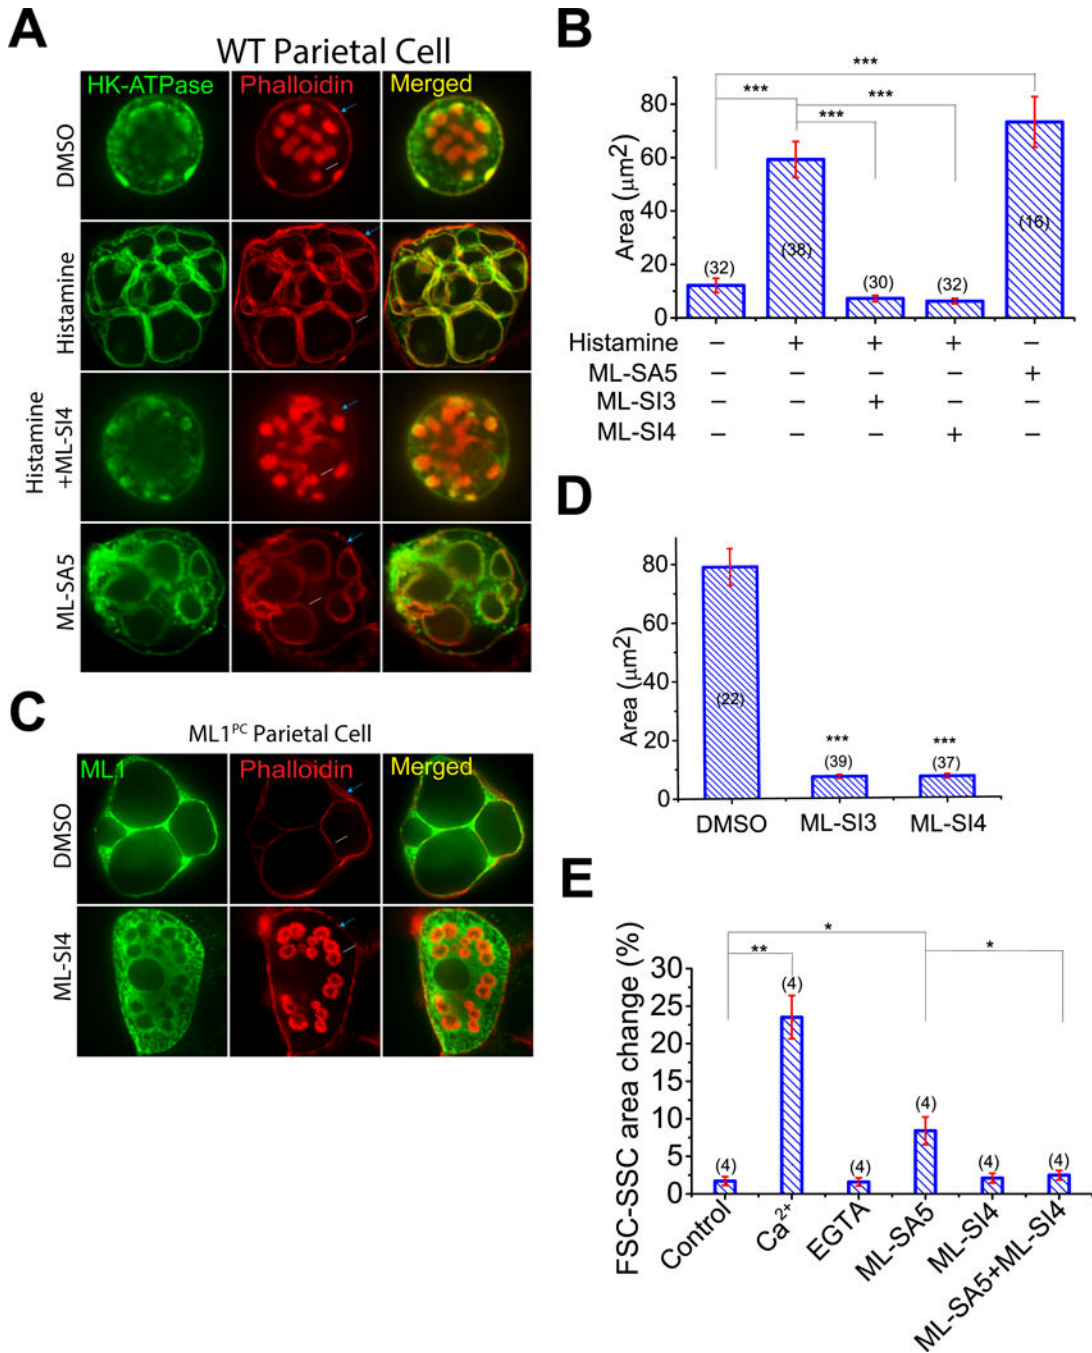 A
WT Parietal Cell
HK-ATPase
Phalloidin
Merged
DMSO
Histamine
Histamine
+ML-SI4
ML-SA5
B
***
***
***
***
Area (μm²)
80
60
40
20
0
(32)
(38)
(30)
(32)
(16)
Histamine − + + + −
ML-SA5 − − − − +
ML-SI3 − − + − −
ML-SI4 − − − + −
C
ML1ᴾᶜ Parietal Cell
ML1
Phalloidin
Merged
DMSO
ML-SI4
D
Area (μm²)
80
60
40
20
0
(22)
***
(39)
***
(37)
DMSO ML-SI3 ML-SI4
E
FSC-SSC area change (%)
*
**
*
30
25
20
15
10
5
0
(4)
(4)
(4)
(4)
(4)
(4)
Control
Ca²⁺
EGTA
ML-SA5
ML-SI4
ML-SA5+ML-SI4